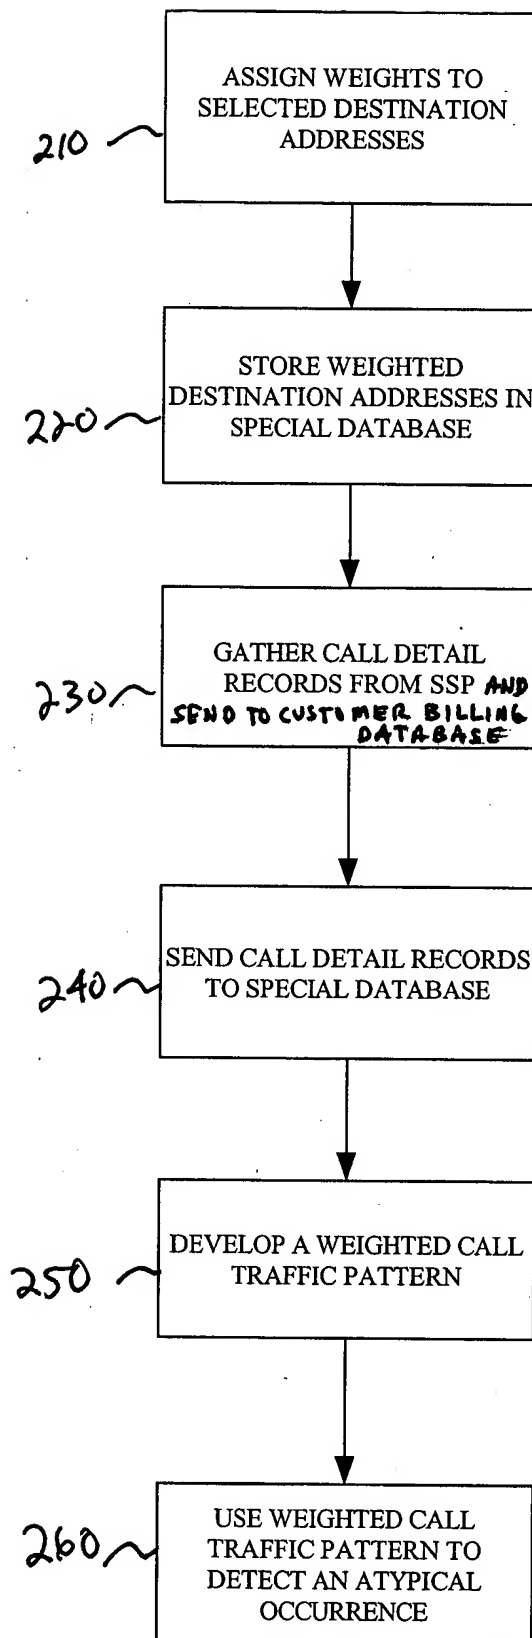 ASSIGN WEIGHTS TO
SELECTED DESTINATION
ADDRESSES
210
STORE WEIGHTED
DESTINATION ADDRESSES IN
SPECIAL DATABASE
220
GATHER CALL DETAIL
RECORDS FROM SSP AND
SEND TO CUSTOMER BILLING
DATABASE
230
SEND CALL DETAIL RECORDS
TO SPECIAL DATABASE
240
DEVELOP A WEIGHTED CALL
TRAFFIC PATTERN
250
USE WEIGHTED CALL
TRAFFIC PATTERN TO
DETECT AN ATYPICAL
OCCURRENCE
260